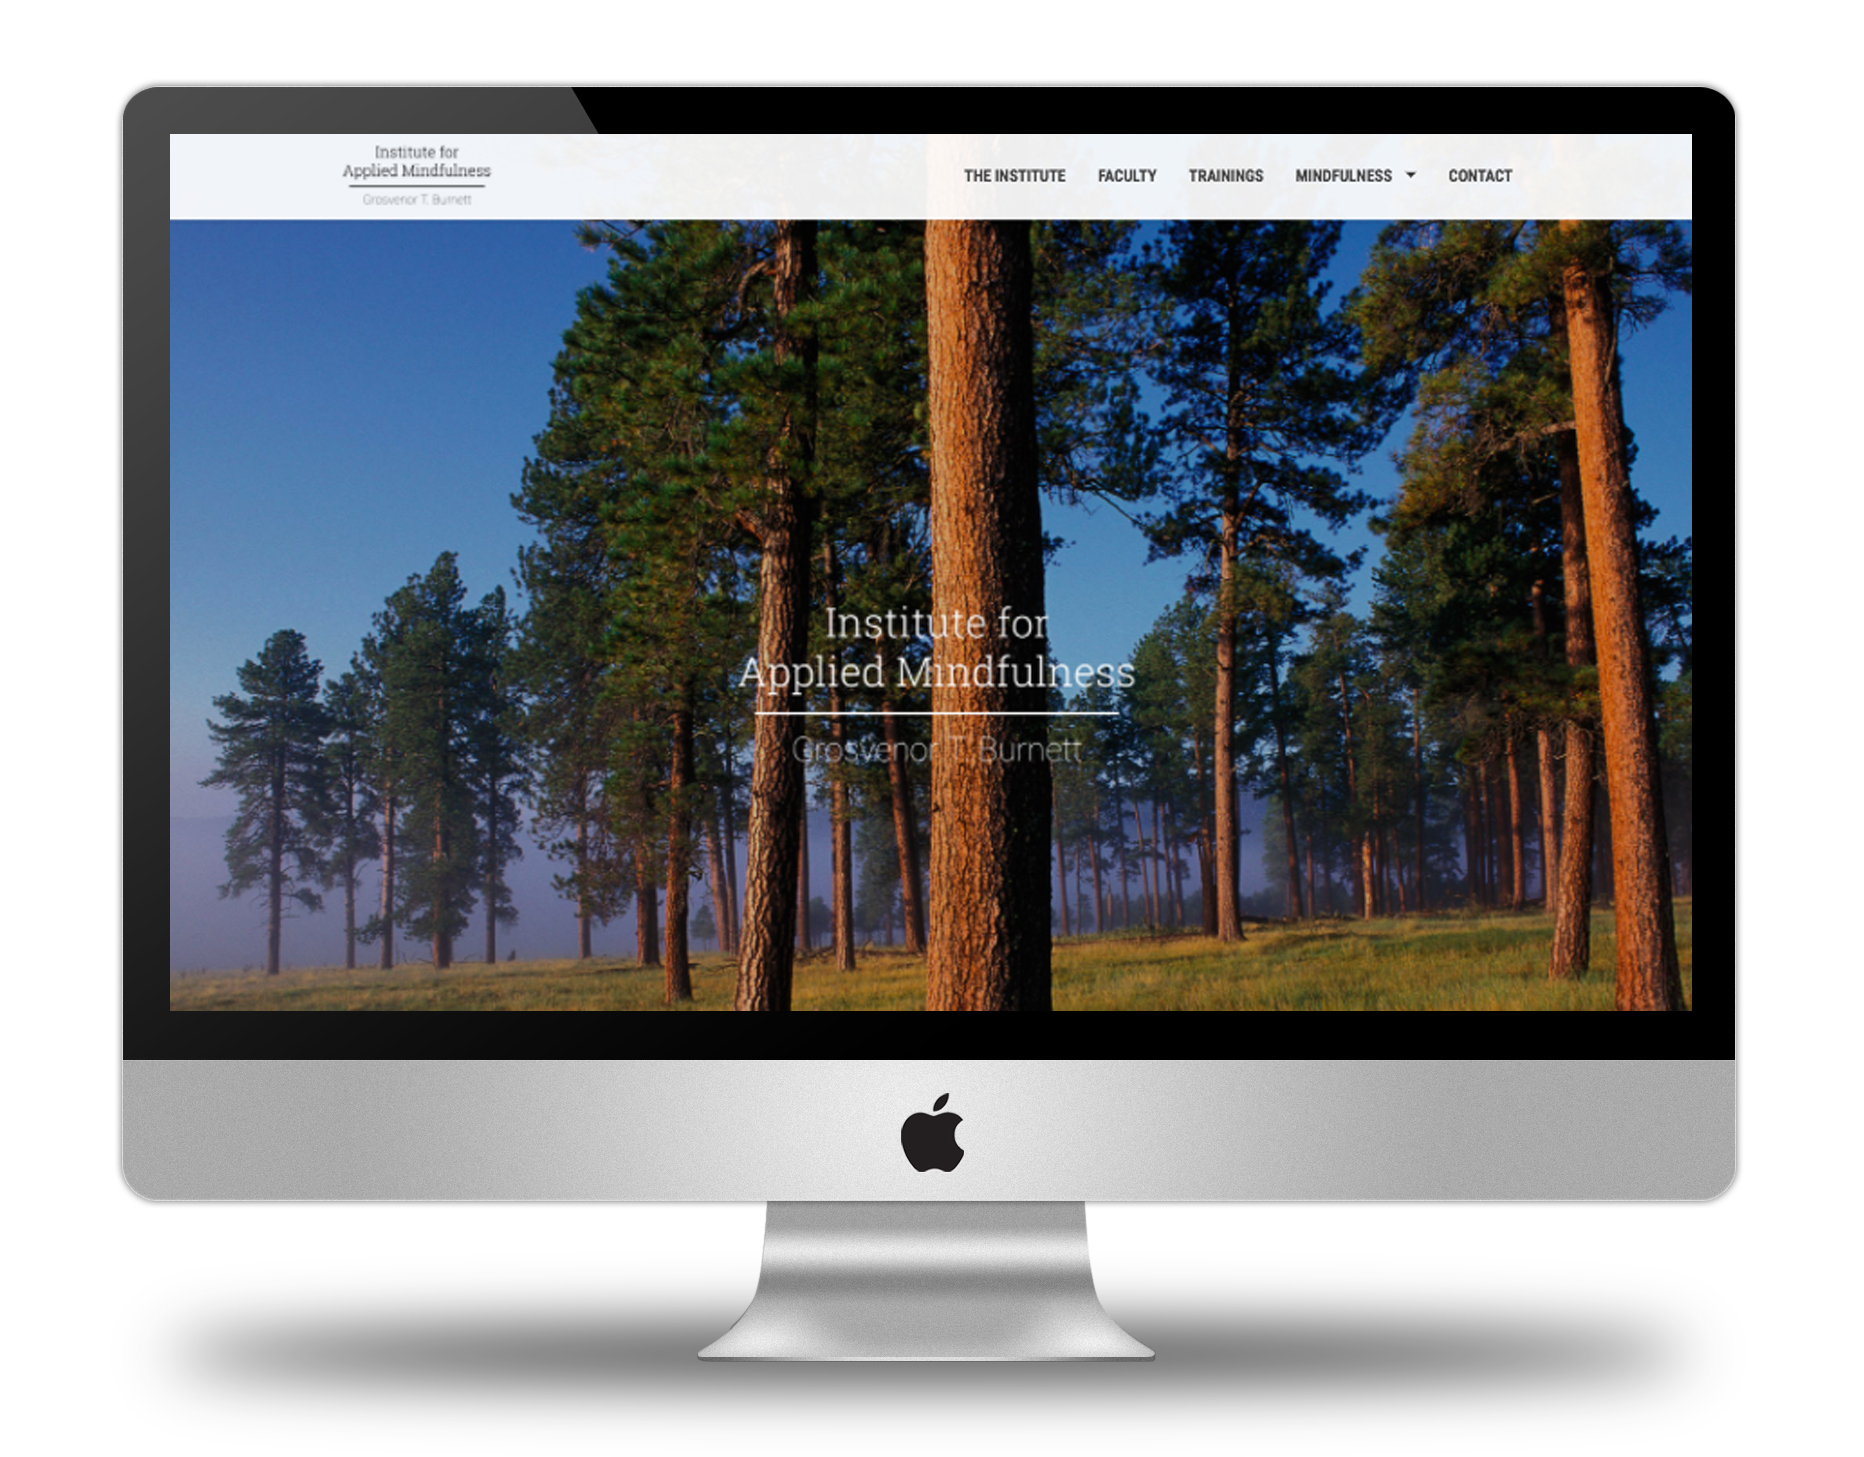 Institute for
Applied Mindfulness
Grosvenor T. Burnett
THE INSTITUTE FACULTY TRAININGS MINDFULNESS CONTACT
Institute for
Applied Mindfulness
Grosvenor T. Burnett